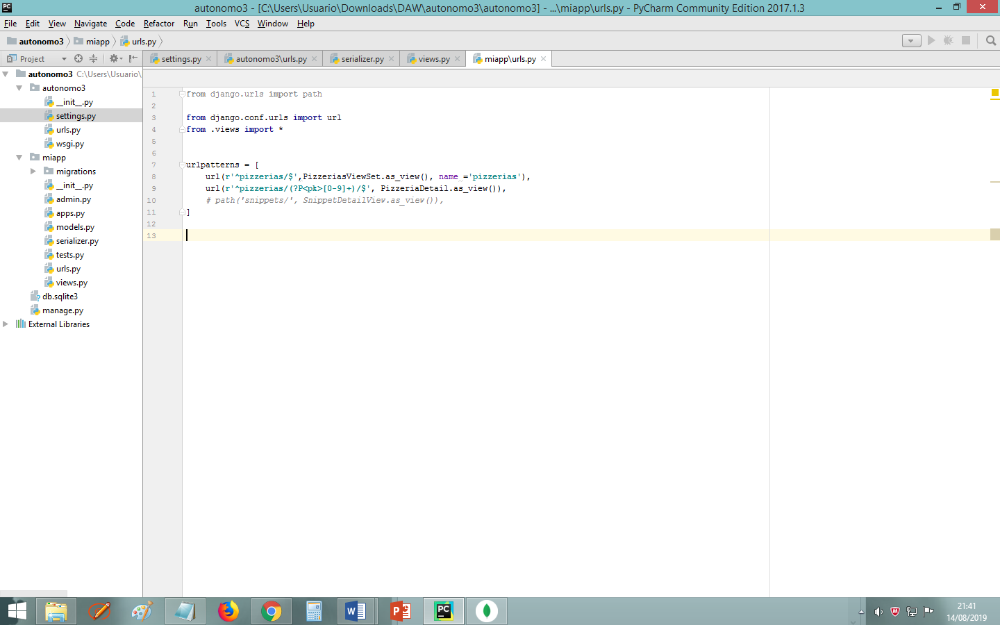 autonomo3 - [C:\Users\Usuario\Downloads\DAW\autonomo3\autonomo3] - ...\miapp\urls.py - PyCharm Community Edition 2017.1.3
File Edit View Navigate Code Refactor Run Tools VCS Window Help
autonomo3 miapp urls.py
Project settings.py autonomo3\urls.py serializer.py views.py miapp\urls.py
autonomo3 C:\Users\Usuario\
autonomo3
__init__.py
settings.py
urls.py
wsgi.py
miapp
migrations
__init__.py
admin.py
apps.py
models.py
serializer.py
tests.py
urls.py
views.py
db.sqlite3
manage.py
External Libraries
1 from django.urls import path
2
3 from django.conf.urls import url
4 from .views import *
5
6
7 urlpatterns = [
8 url(r'^pizzerias/$',PizzeriasViewSet.as_view(), name ='pizzerias'),
9 url(r'^pizzerias/(?P<pk>[0-9]+)/$', PizzeriaDetail.as_view()),
10 # path('snippets/', SnippetDetailView.as_view()),
11 ]
12
13
21:41
14/08/2019